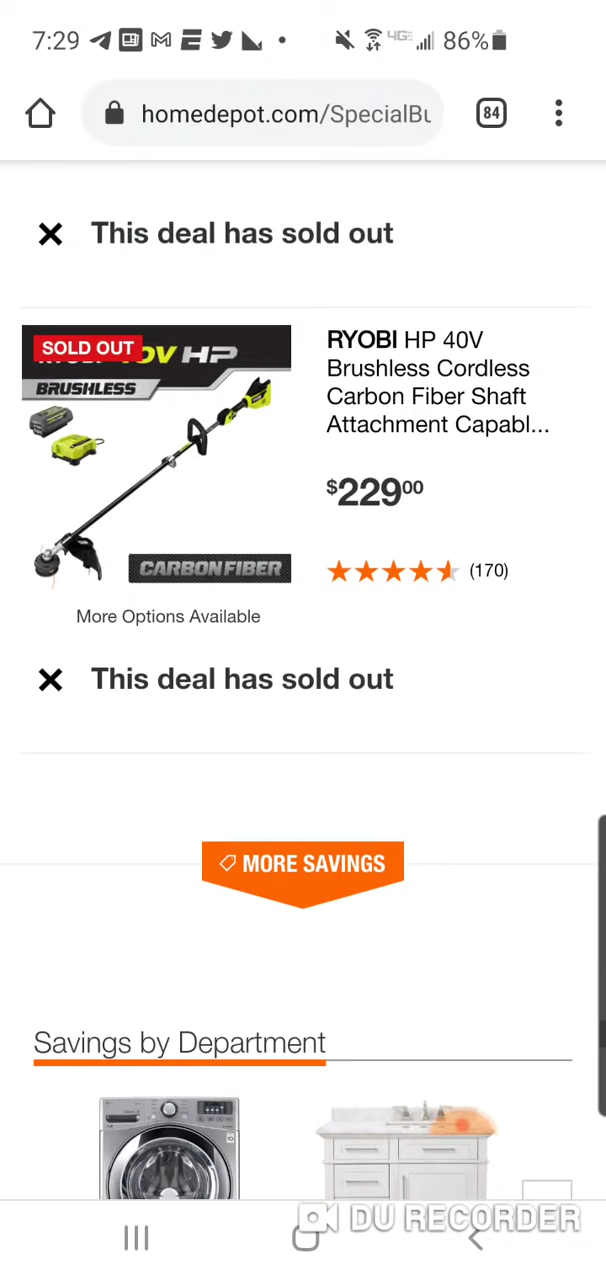 7:29
4GE
86%
homedepot.com/SpecialBu
84
This deal has sold out
SOLD OUT
0V HP
BRUSHLESS
CARBON FIBER
More Options Available
RYOBI HP 40V
Brushless Cordless
Carbon Fiber Shaft
Attachment Capabl...
$229 00
(170)
This deal has sold out
MORE SAVINGS
Savings by Department
DU RECORDER